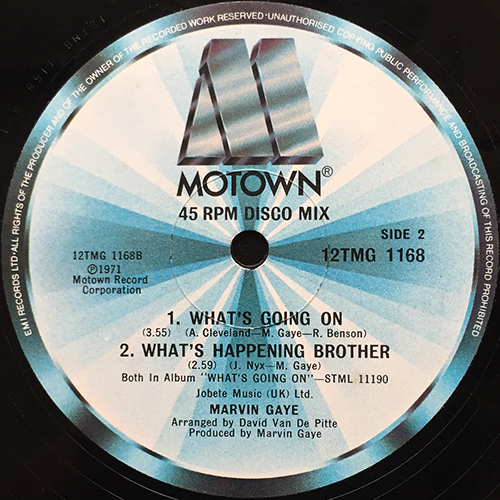 EMI RECORDS LTD·ALL RIGHTS OF THE PRODUCER AND OF THE OWNER OF THE RECORDED WORK RESERVED·UNAUTHORISED COPYING PUBLIC PERFORMANCE AND BROADCASTING OF THIS RECORD PROHIBITED
M
MOTOWN®
45 RPM DISCO MIX
SIDE 2
12TMG 1168B
12TMG 1168
℗1971
Motown Record
Corporation
1. WHAT'S GOING ON
(3.55) (A. Cleveland—M. Gaye—R. Benson)
2. WHAT'S HAPPENING BROTHER
(2.59) (J. Nyx—M. Gaye)
Both in Album "WHAT'S GOING ON"—STML 11190
Jobete Music (UK) Ltd.
MARVIN GAYE
Arranged by David Van De Pitte
Produced by Marvin Gaye